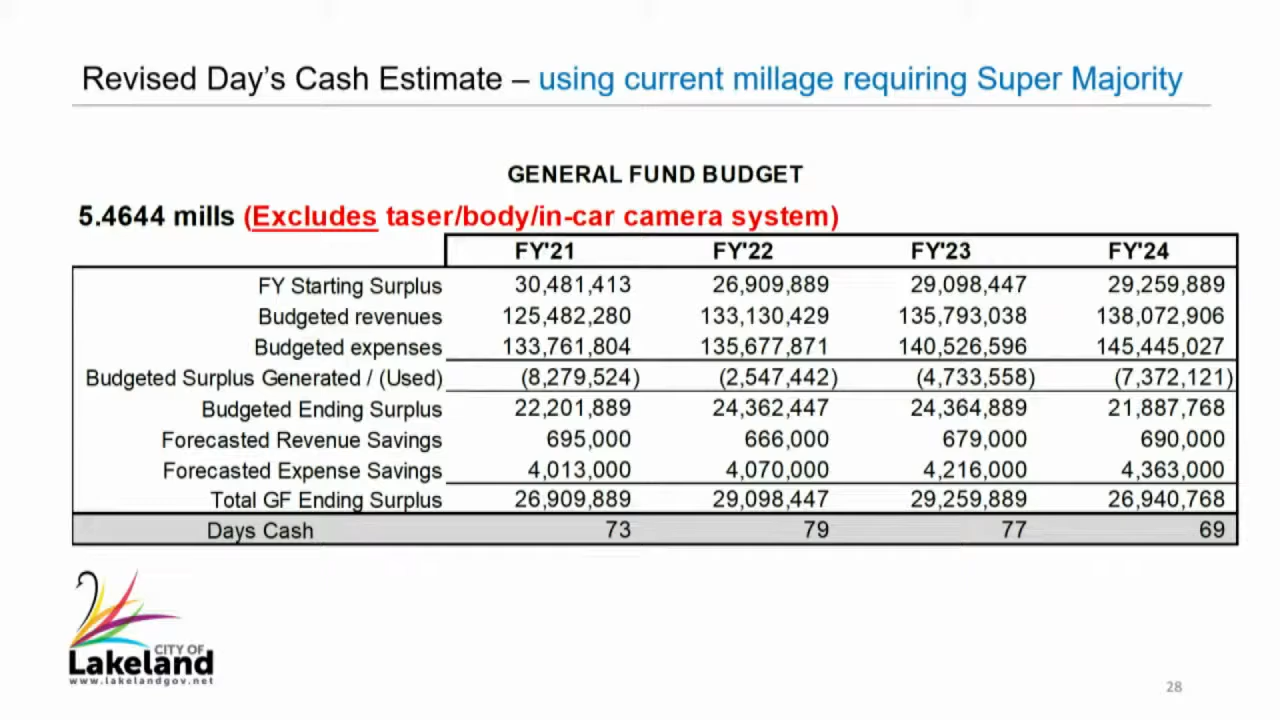 Revised Day's Cash Estimate – using current millage requiring Super Majority
GENERAL FUND BUDGET
5.4644 mills (Excludes taser/body/in-car camera system)
FY'21 FY'22 FY'23 FY'24
FY Starting Surplus 30,481,413 26,909,889 29,098,447 29,259,889
Budgeted revenues 125,482,280 133,130,429 135,793,038 138,072,906
Budgeted expenses 133,761,804 135,677,871 140,526,596 145,445,027
Budgeted Surplus Generated / (Used) (8,279,524) (2,547,442) (4,733,558) (7,372,121)
Budgeted Ending Surplus 22,201,889 24,362,447 24,364,889 21,887,768
Forecasted Revenue Savings 695,000 666,000 679,000 690,000
Forecasted Expense Savings 4,013,000 4,070,000 4,216,000 4,363,000
Total GF Ending Surplus 26,909,889 29,098,447 29,259,889 26,940,768
Days Cash 73 79 77 69
CITY OF
Lakeland
www.lakelandgov.net
28